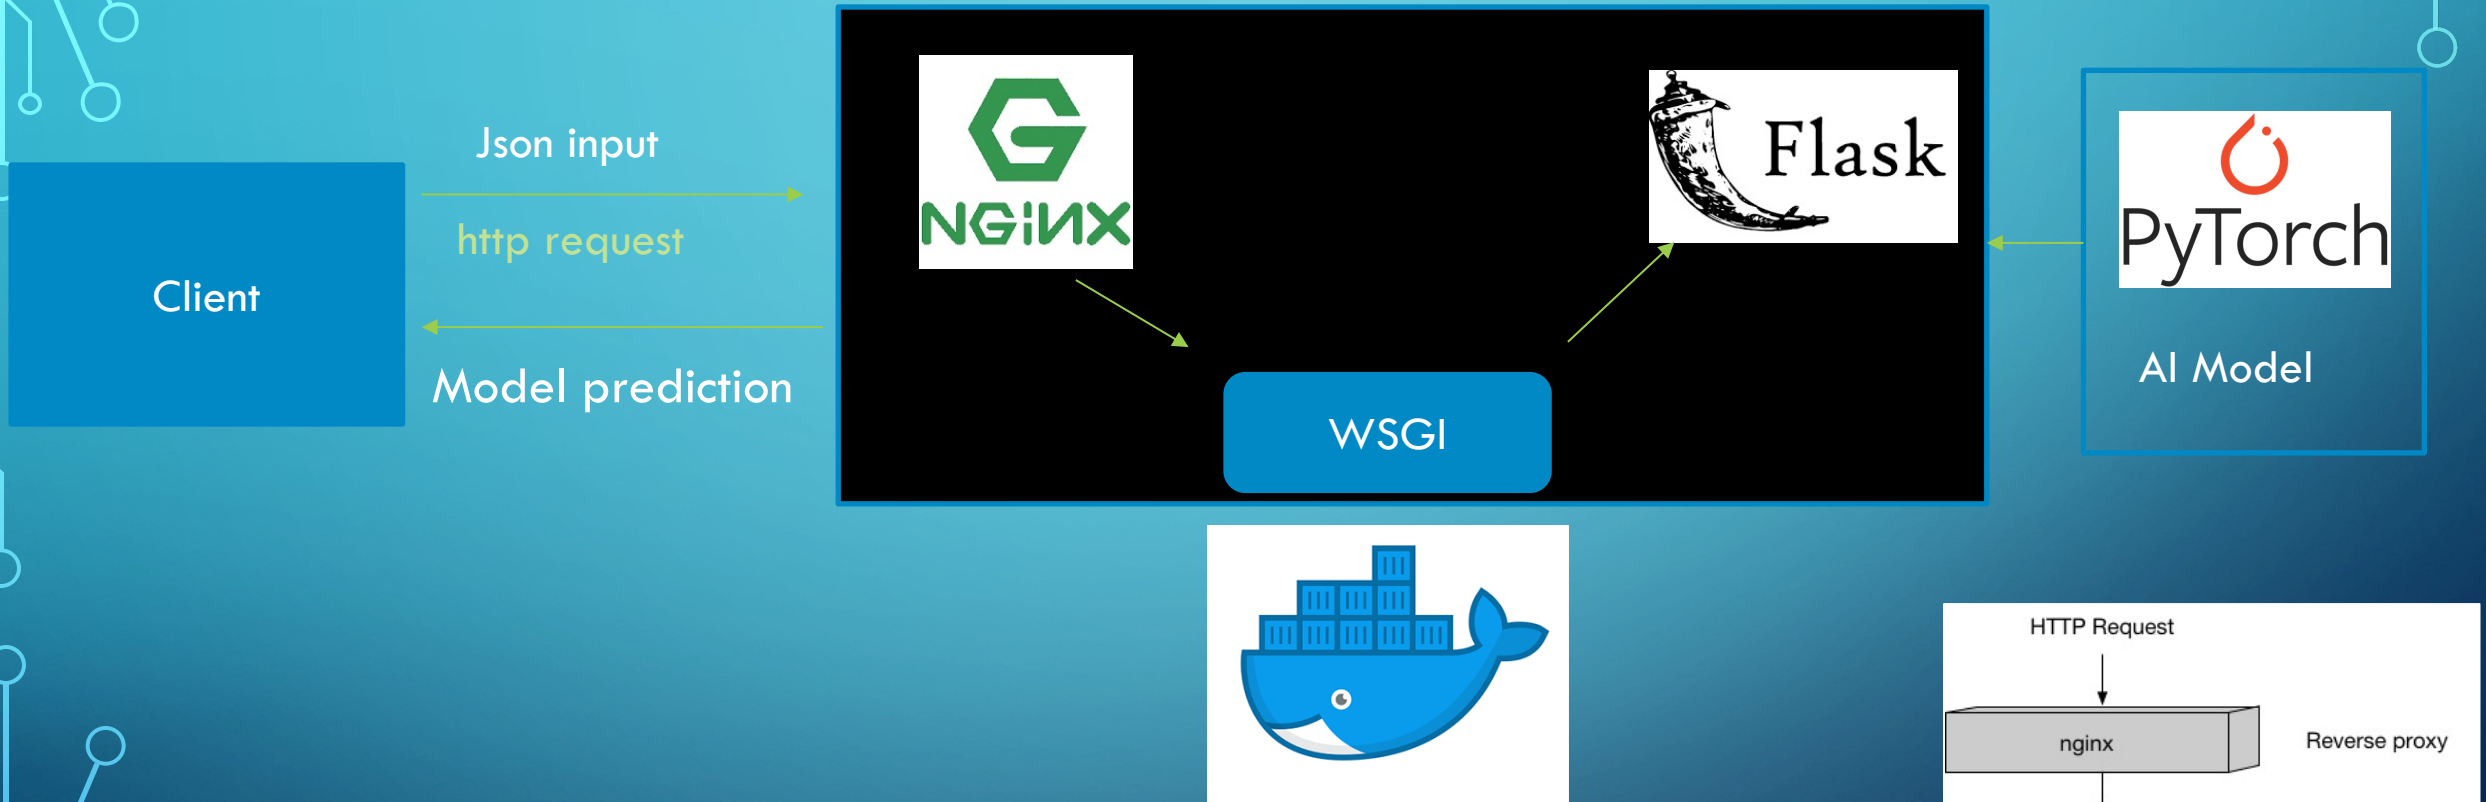 Json input
http request
Client
Model prediction
NGiNX
Flask
WSGI
PyTorch
AI Model
HTTP Request
nginx
Reverse proxy